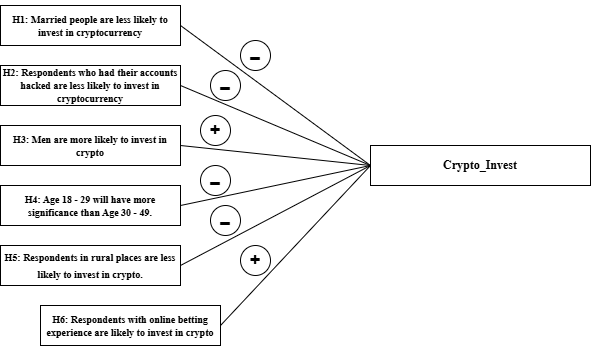 H1: Married people are less likely to
invest in cryptocurrency
−
H2: Respondents who had their accounts
hacked are less likely to invest in
cryptocurrency
−
H3: Men are more likely to invest in
crypto
+
Crypto_Invest
H4: Age 18 - 29 will have more
significance than Age 30 - 49.
−
H5: Respondents in rural places are less
likely to invest in crypto.
−
H6: Respondents with online betting
experience are likely to invest in crypto
+